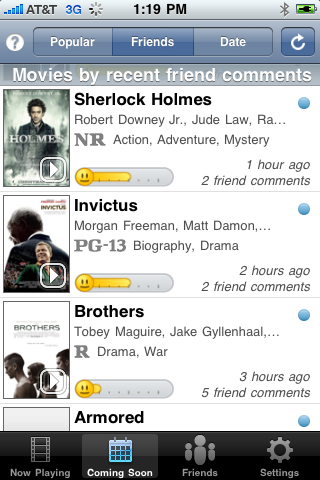 AT&T 3G 1:19 PM
? Popular Friends Date
Movies by recent friend comments
HOLMES
Sherlock Holmes
Robert Downey Jr., Jude Law, Ra...
NR Action, Adventure, Mystery
1 hour ago
2 friend comments
INVICTUS
Invictus
Morgan Freeman, Matt Damon,...
PG-13 Biography, Drama
2 hours ago
2 friend comments
BROTHERS
Brothers
Tobey Maguire, Jake Gyllenhaal,...
R Drama, War
3 hours ago
5 friend comments
Armored
Now Playing Coming Soon Friends Settings